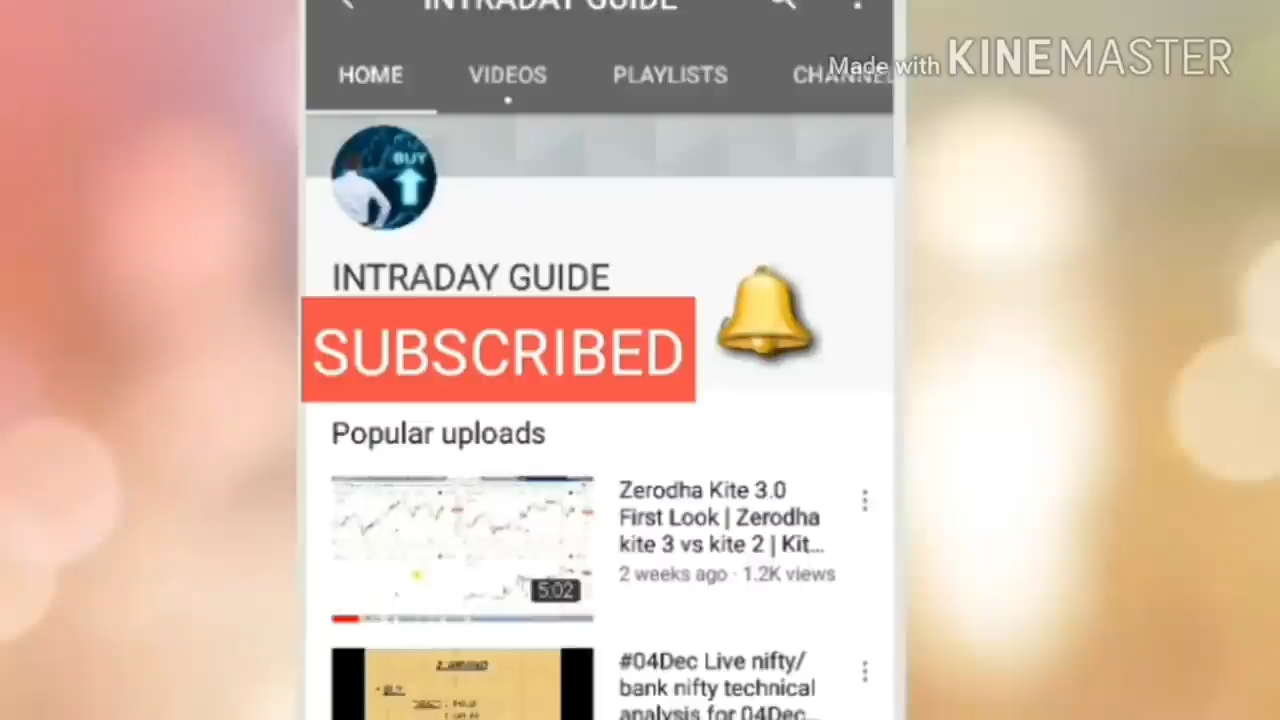 INTRADAY GUIDE
Made with KINEMASTER
HOME VIDEOS PLAYLISTS CHANNEL
BUY
INTRADAY GUIDE
SUBSCRIBED
Popular uploads
Zerodha Kite 3.0
First Look | Zerodha
kite 3 vs kite 2 | Kit...
2 weeks ago · 1.2K views
5:02
#04Dec Live nifty/
bank nifty technical
analysis for 04Dec...
BUY